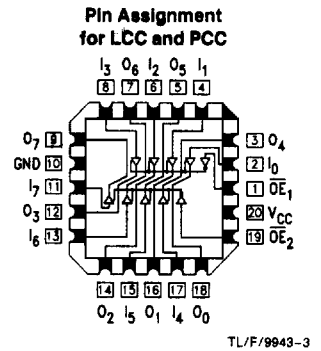 Pin Assignment
for LCC and PCC
I3 O6 I2 O5 I1
8 7 6 5 4
O7 9
GND 10
I7 11
O3 12
I6 13
3 O4
2 I0
1 OE1
20 VCC
19 OE2
14 15 16 17 18
O2 I5 O1 I4 O0
TL/F/9943-3